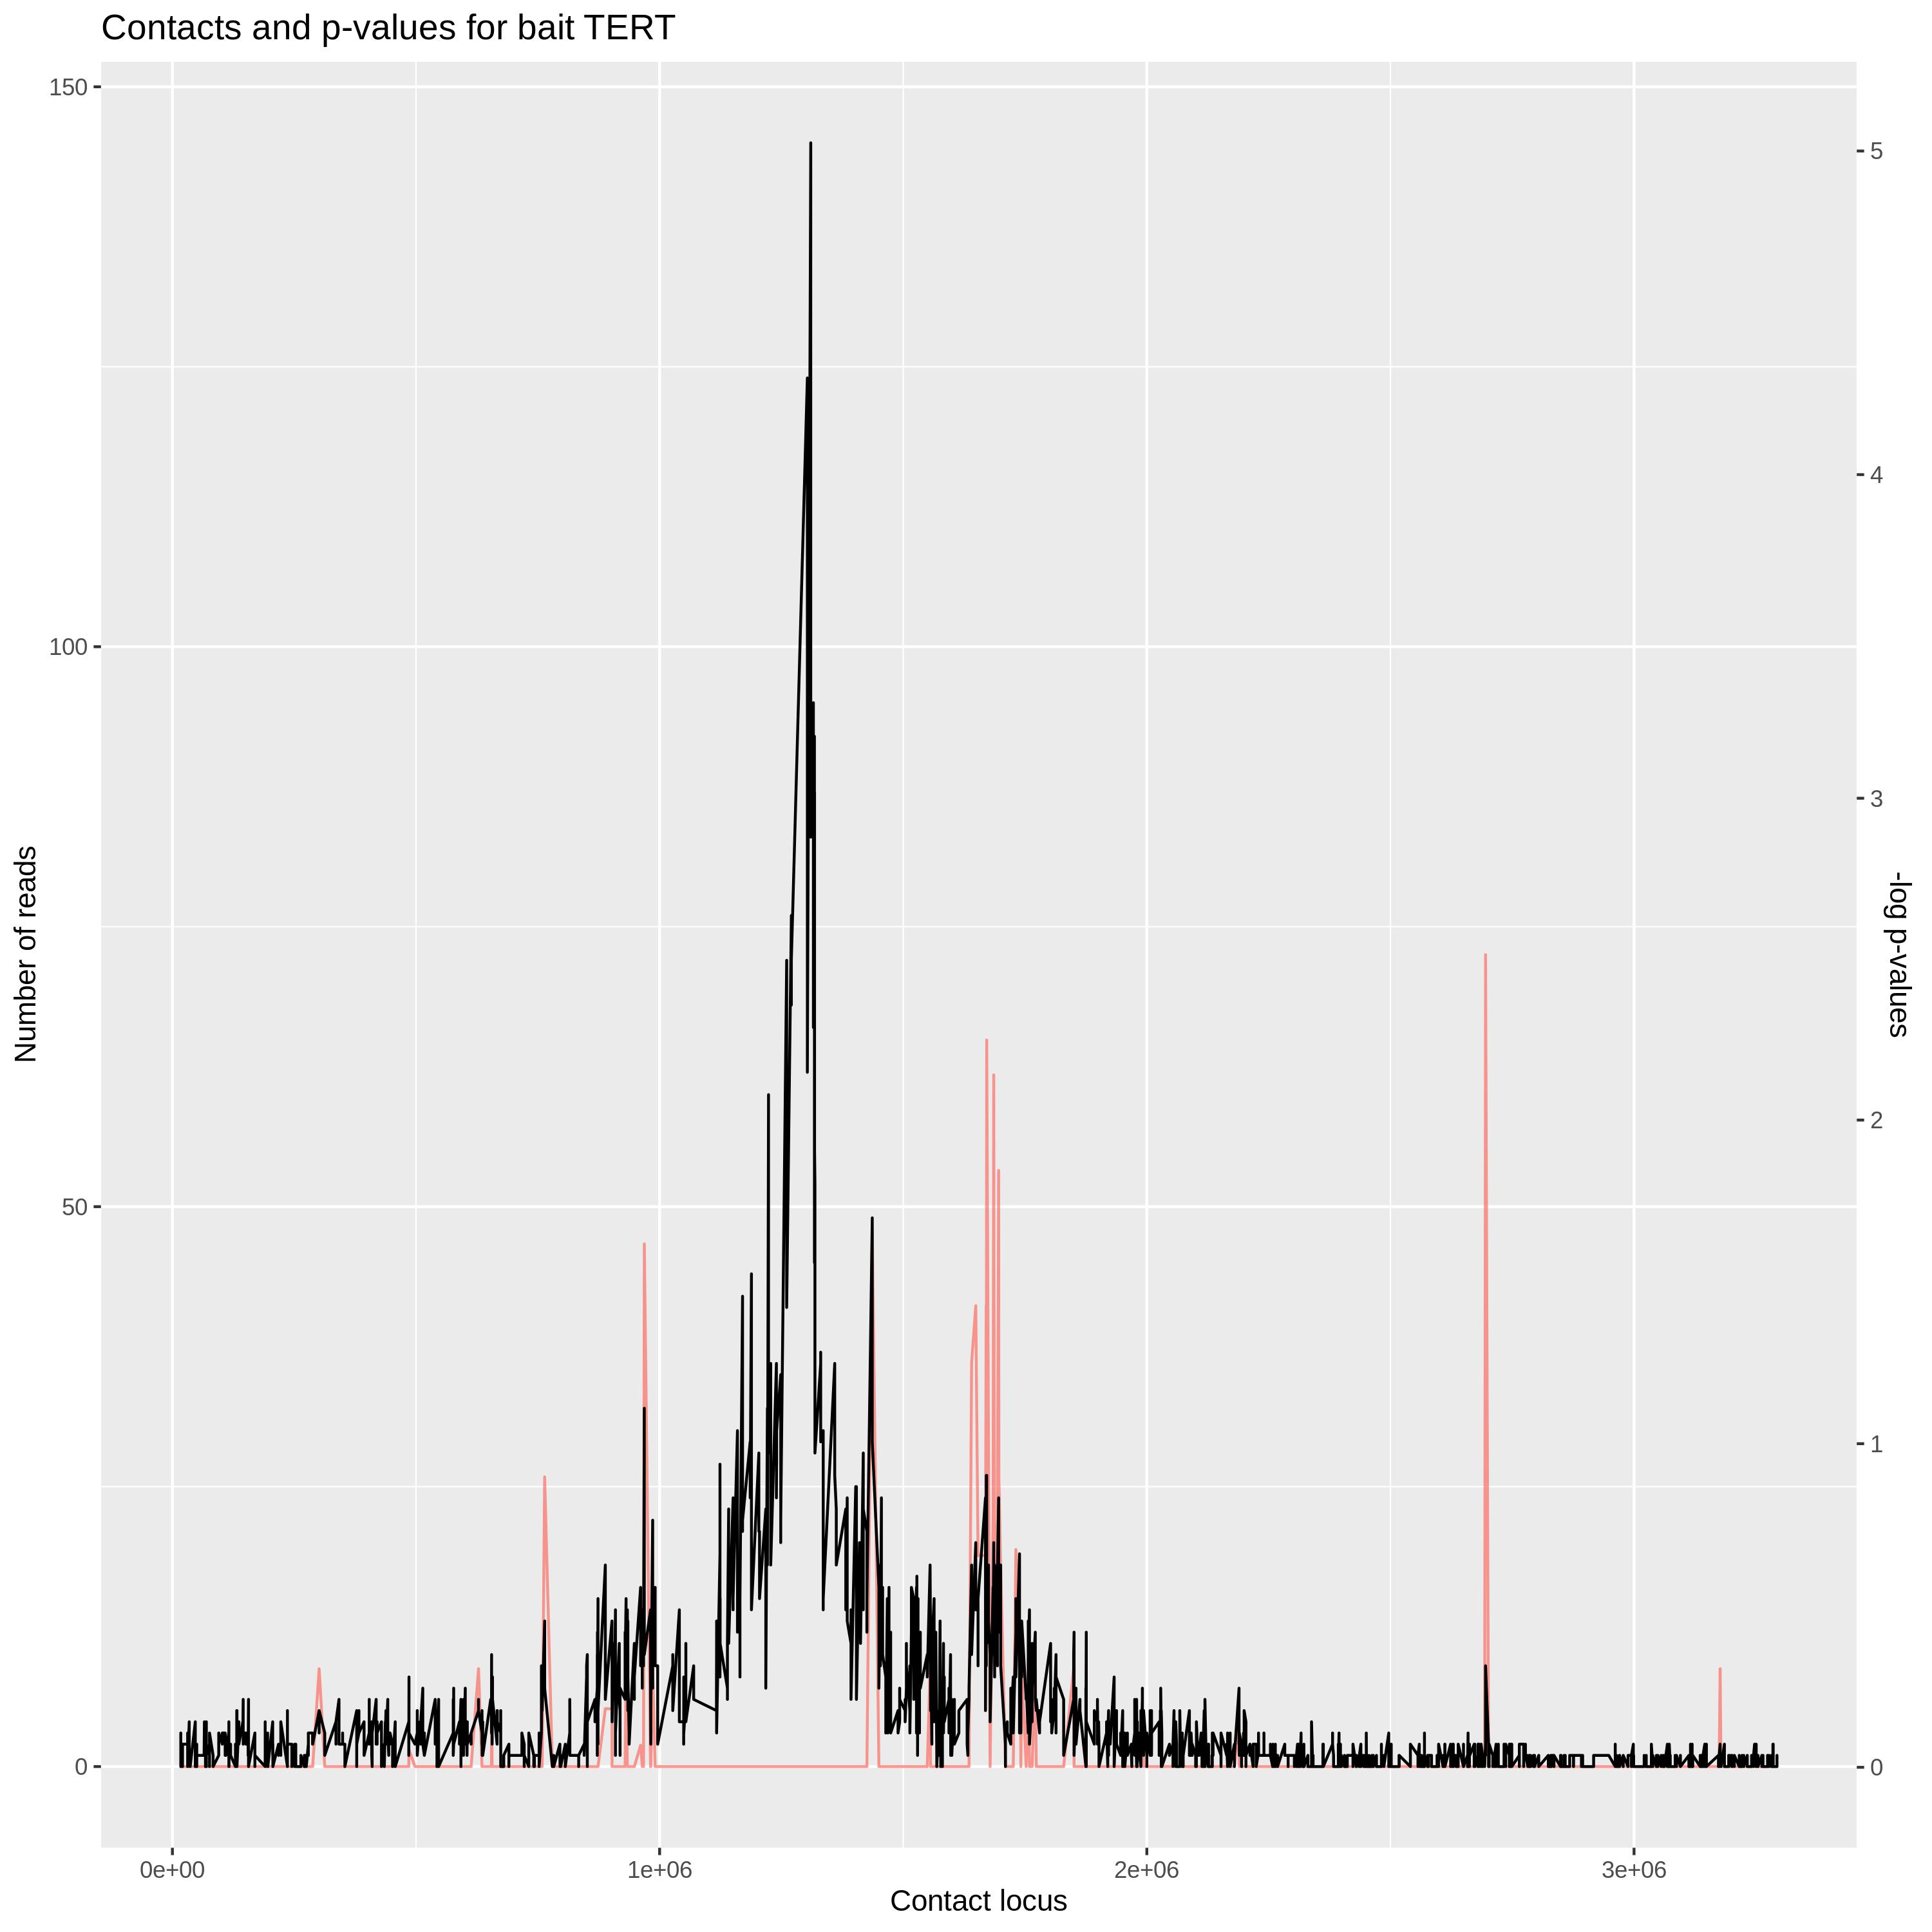 Contacts and p-values for bait TERT
150
100
50
0
Number of reads
5
4
3
2
1
0
-log p-values
0e+00
1e+06
2e+06
3e+06
Contact locus